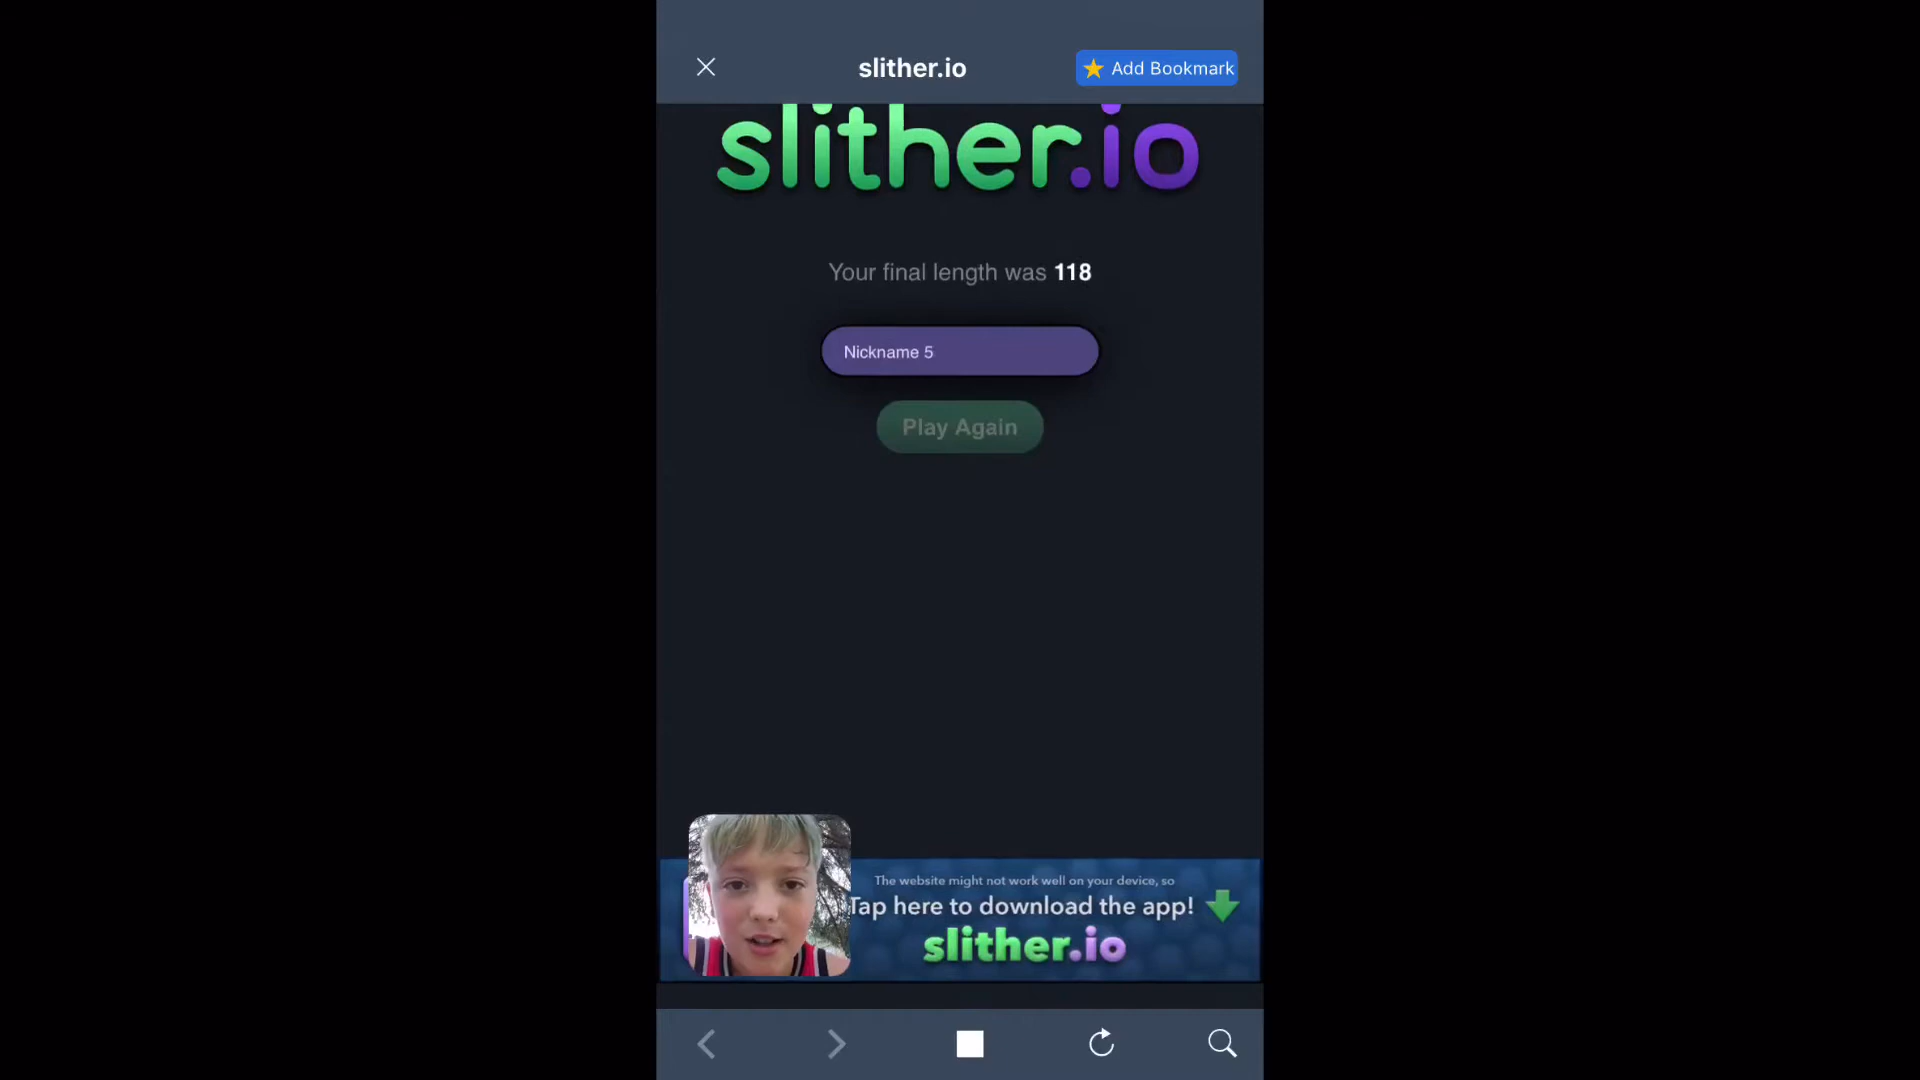 slither.io
Add Bookmark
slither.io
Your final length was 118
Nickname 5
Play Again
The website might not work well on your device, so
Tap here to download the app!
slither.io